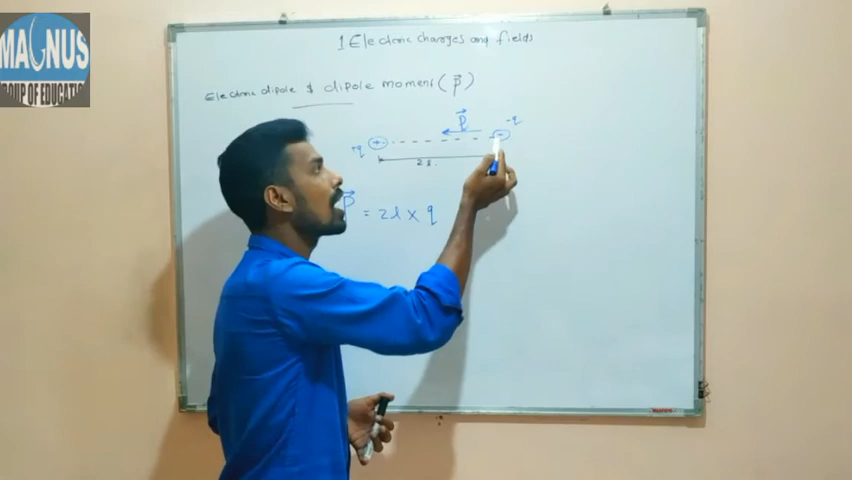 MAGNUS
GROUP OF EDUCATION
1 Electric charges and fields
Electric dipole & dipole moment (p⃗)
p⃗
-q
+q
+
-
2l.
p⃗ = 2l × q